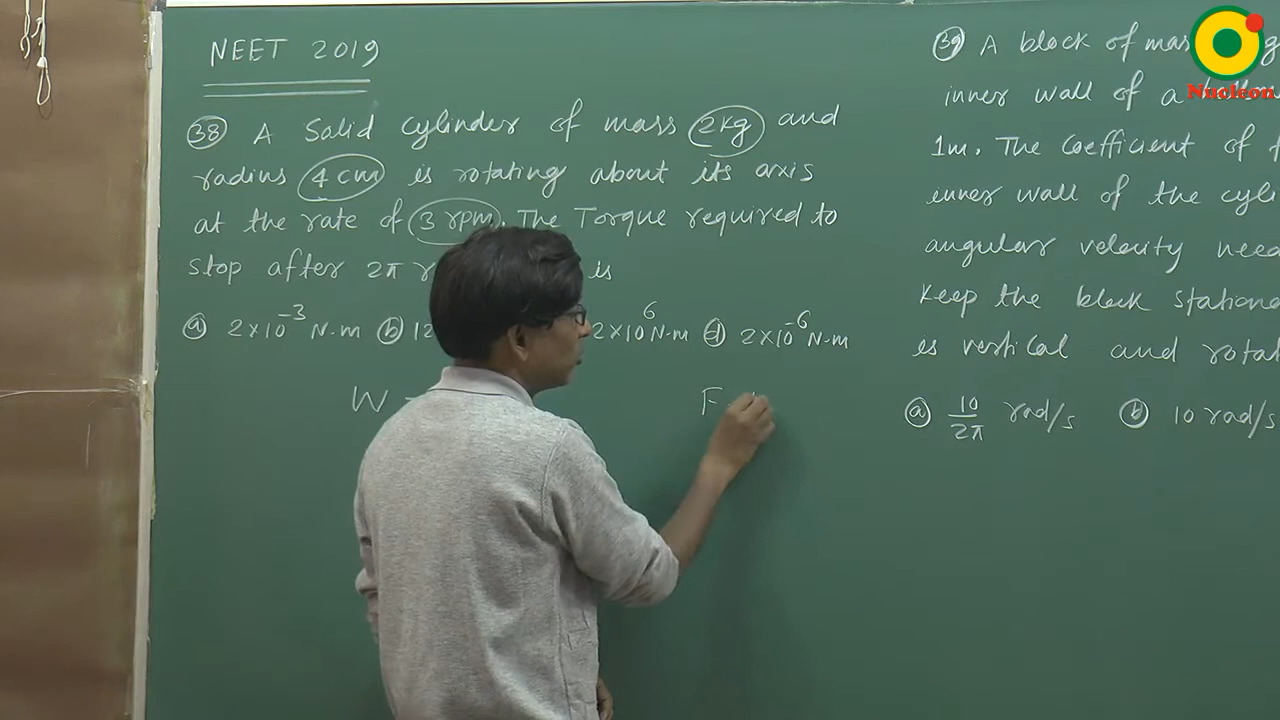 NEET 2019
38 A Solid cylinder of mass 2kg and
radius 4 cm is rotating about its axis
at the rate of 3 rpm. The Torque required to
stop after 2π is
a 2×10⁻³ N-m b 12 2×10⁶ N-m d 2×10⁻⁶ N-m
W F
39 A block of mas g
inner wall of a
1m. The Coefficient of
inner wall of the cyli
angular velocity need
Keep the block stationa
is vertical and rota
a 10/2π rad/s b 10 rad/s
Nucleon